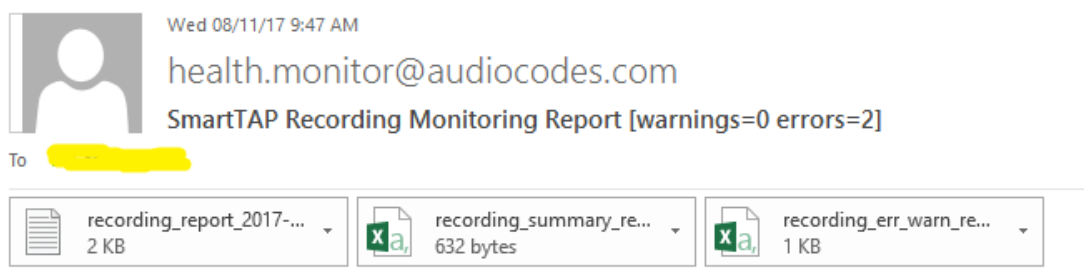 Wed 08/11/17 9:47 AM
health.monitor@audiocodes.com
SmartTAP Recording Monitoring Report [warnings=0 errors=2]
To
recording_report_2017-... recording_summary_re... recording_err_warn_re...
2 KB 632 bytes 1 KB